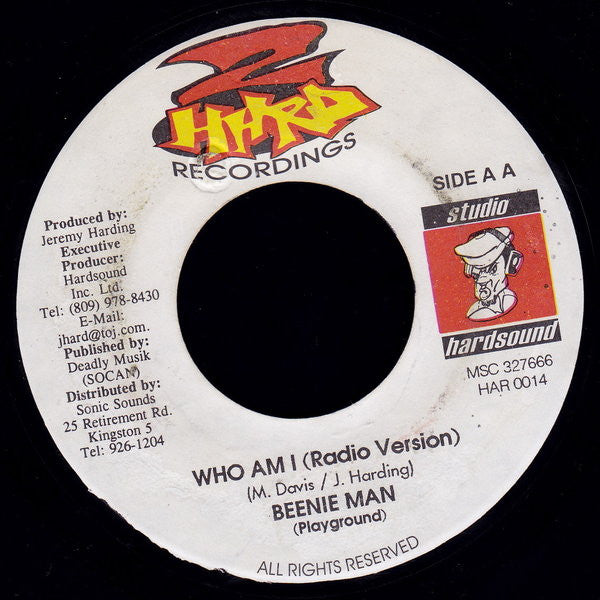 2
HARD
RECORDINGS
SIDE A A
studio
hardsound
MSC 327666
HAR 0014
Produced by:
Jeremy Harding
Executive
Producer:
Hardsound
Inc. Ltd.
Tel: (809) 978-8430
E-Mail:
jhard@toj.com.
Published by:
Deadly Musik
(SOCAN)
Distributed by:
Sonic Sounds
25 Retirement Rd.
Kingston 5
Tel: 926-1204
WHO AM I (Radio Version)
(M. Davis / J. Harding)
BEENIE MAN
(Playground)
ALL RIGHTS RESERVED